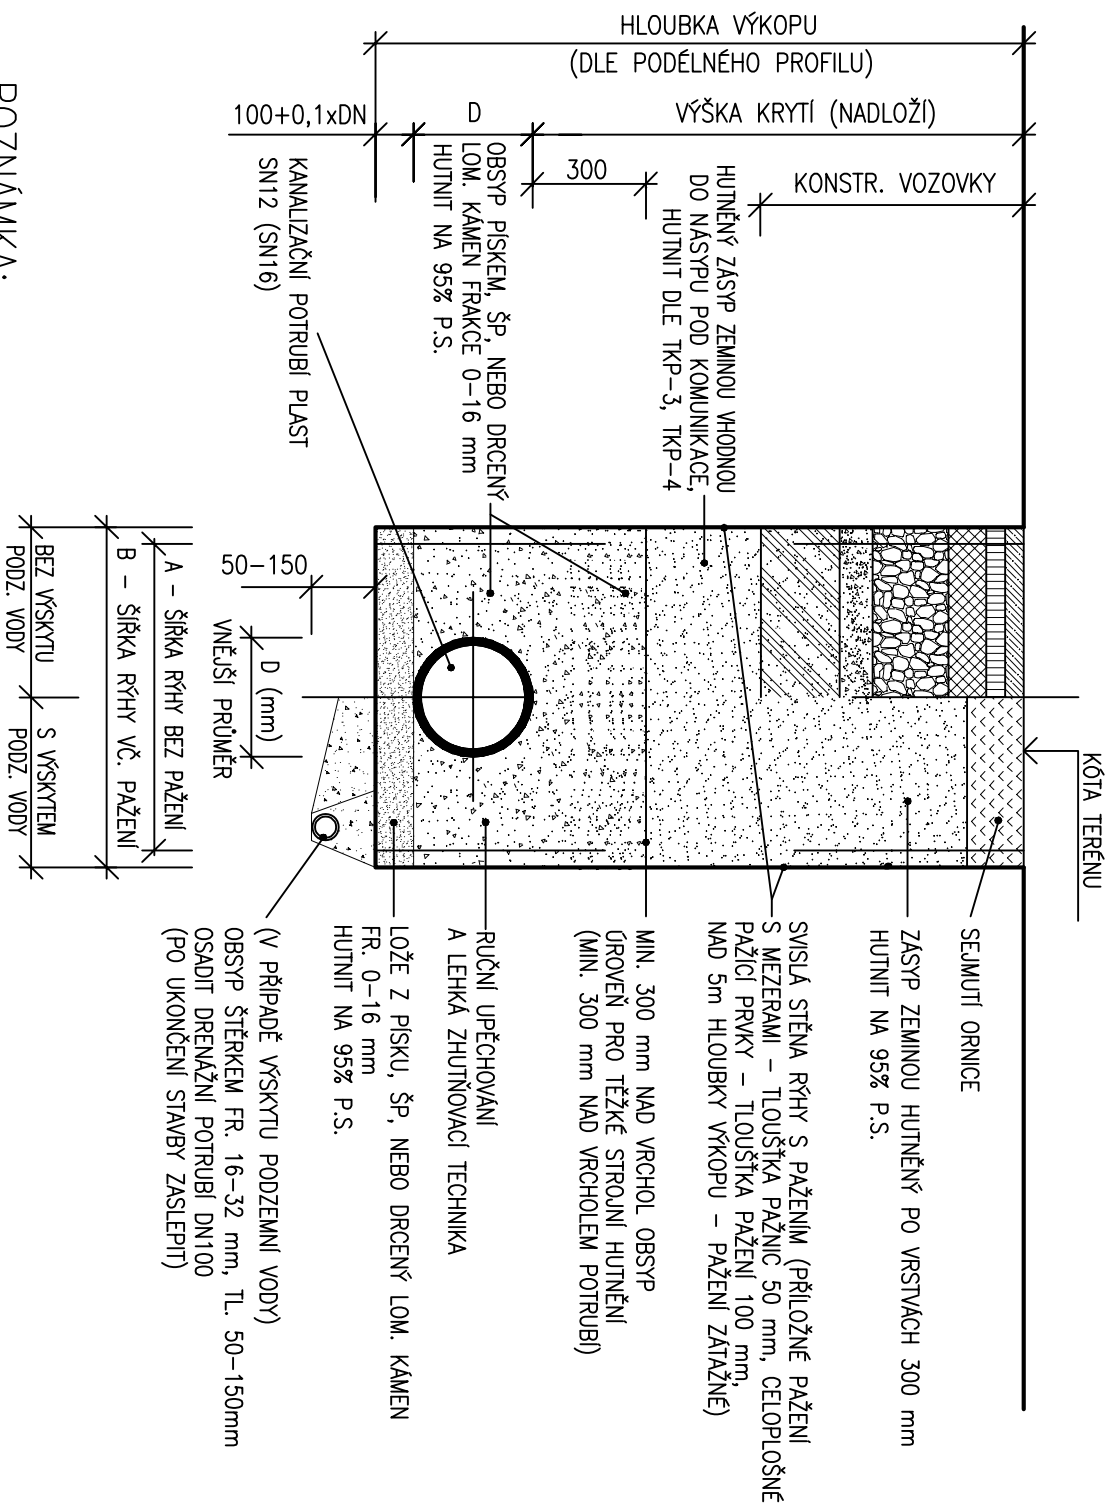 HLOUBKA VÝKOPU
(DLE PODÉLNÉHO PROFILU)
100+0,1xDN
D
VÝŠKA KRYTÍ (NADLOŽÍ)
300
KONSTR. VOZOVKY
KÓTA TERÉNU
HUTNĚNÝ ZÁSYP ZEMINOU VHODNOU
DO NÁSYPU POD KOMUNIKACE,
HUTNIT DLE TKP-3, TKP-4
OBSYP PÍSKEM, ŠP, NEBO DRCENÝ
LOM. KÁMEN FRAKCE 0-16 mm
HUTNIT NA 95% P.S.
KANALIZAČNÍ POTRUBÍ PLAST
SN12 (SN16)
SEJMUTÍ ORNICE
ZÁSYP ZEMINOU HUTNĚNÝ PO VRSTVÁCH 300 mm
HUTNIT NA 95% P.S.
SVISLÁ STĚNA RÝHY S PAŽENÍM (PŘÍLOŽNÉ PAŽENÍ
S MEZERAMI - TLOUŠŤKA PAŽNIC 50 mm, CELOPLOŠNÉ
PAŽÍCÍ PRVKY - TLOUŠŤKA PAŽENÍ 100 mm,
NAD 5m HLOUBKY VÝKOPU - PAŽENÍ ZÁTAŽNÉ)
MIN. 300 mm NAD VRCHOL OBSYP
ÚROVEŇ PRO TĚŽKÉ STROJNÍ HUTNĚNÍ
(MIN. 300 mm NAD VRCHOLEM POTRUBÍ)
RUČNÍ UPĚCHOVÁNÍ
A LEHKÁ ZHUTŇOVACÍ TECHNIKA
LOŽE Z PÍSKU, ŠP, NEBO DRCENÝ LOM. KÁMEN
FR. 0-16 mm
HUTNIT NA 95% P.S.
(V PŘÍPADĚ VÝSKYTU PODZEMNÍ VODY)
OBSYP ŠTĚRKEM FR. 16-32 mm, TL. 50-150mm
OSADIT DRENÁŽNÍ POTRUBÍ DN100
(PO UKONČENÍ STAVBY ZASLEPIT)
50-150
D (mm)
VNĚJŠÍ PRŮMĚR
A - ŠÍŘKA RÝHY BEZ PAŽENÍ
B - ŠÍŘKA RÝHY VČ. PAŽENÍ
BEZ VÝSKYTU
PODZ. VODY
S VÝSKYTEM
PODZ. VODY
POZNÁMKA: